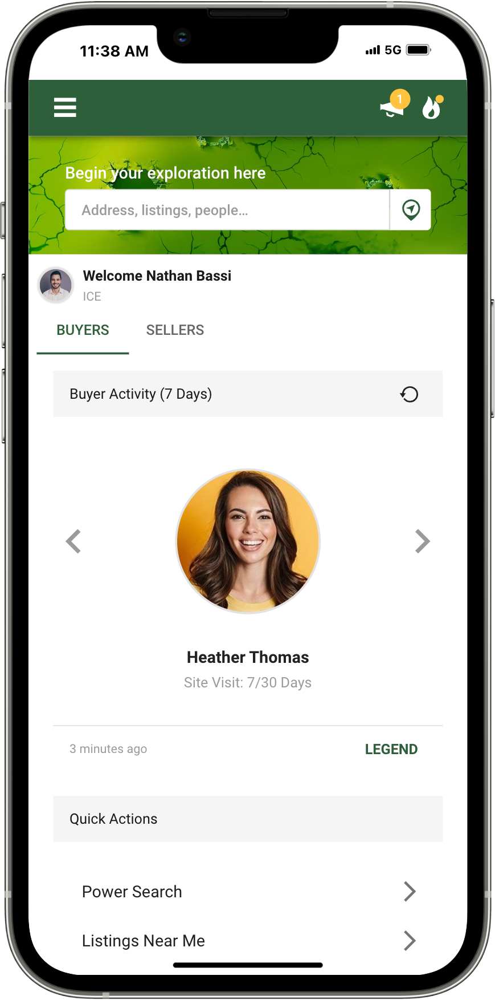 11:38 AM
5G
1
Begin your exploration here
Address, listings, people...
Welcome Nathan Bassi
ICE
BUYERS SELLERS
Buyer Activity (7 Days)
Heather Thomas
Site Visit: 7/30 Days
3 minutes ago LEGEND
Quick Actions
Power Search
Listings Near Me